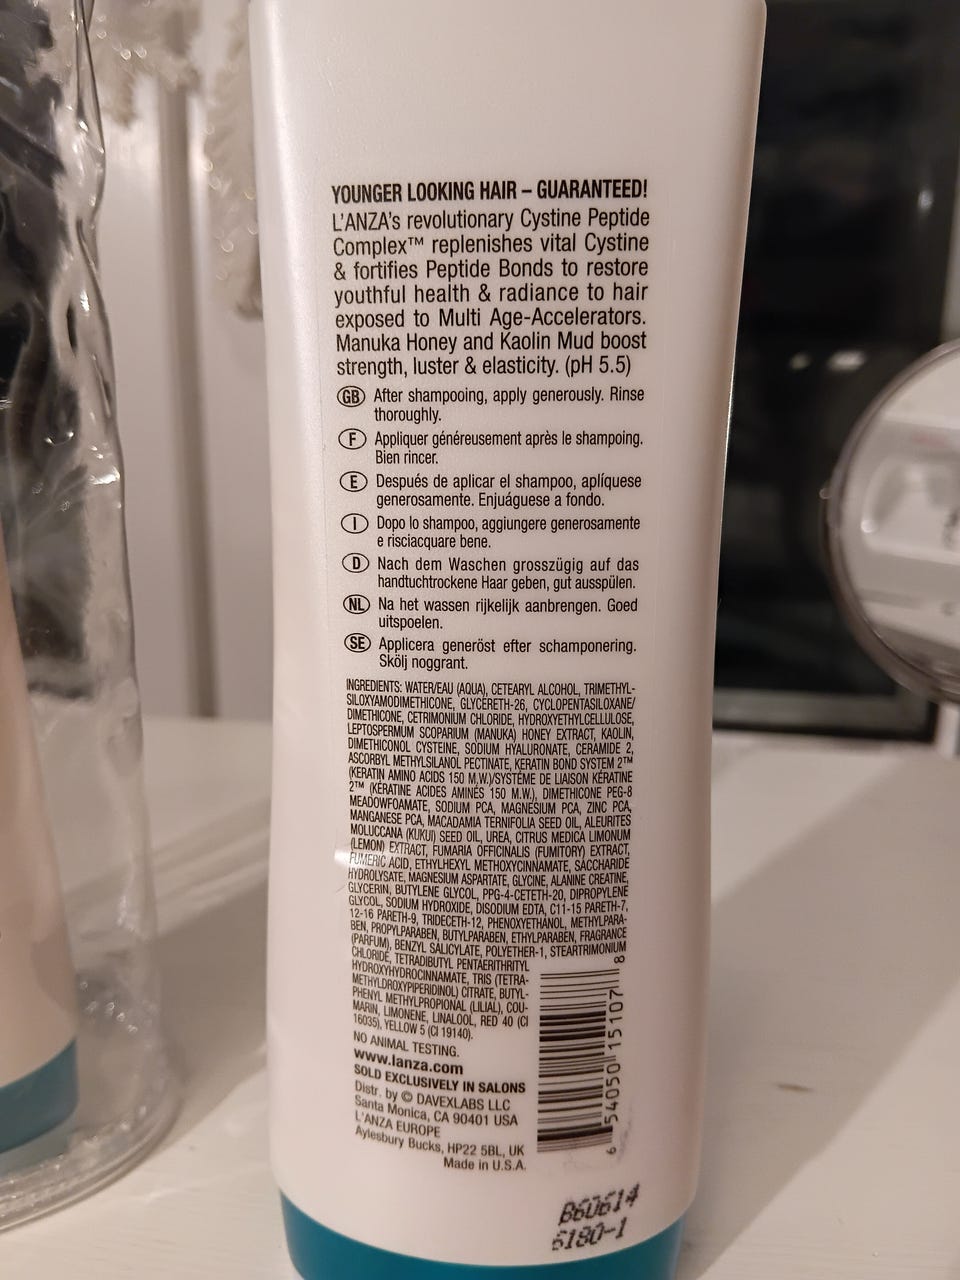 YOUNGER LOOKING HAIR – GUARANTEED!
L'ANZA's revolutionary Cystine Peptide
Complex™ replenishes vital Cystine
& fortifies Peptide Bonds to restore
youthful health & radiance to hair
exposed to Multi Age-Accelerators.
Manuka Honey and Kaolin Mud boost
strength, luster & elasticity. (pH 5.5)
GB After shampooing, apply generously. Rinse
thoroughly.
F Appliquer généreusement après le shampoing.
Bien rincer.
E Después de aplicar el shampoo, aplíquese
generosamente. Enjuáguese a fondo.
I Dopo lo shampoo, aggiungere generosamente
e risciacquare bene.
D Nach dem Waschen grosszügig auf das
handtuchtrockene Haar geben, gut ausspülen.
NL Na het wassen rijkelijk aanbrengen. Goed
uitspoelen.
SE Applicera generöst efter schamponering.
Skölj noggrant.
INGREDIENTS: WATER/EAU (AQUA), CETEARYL ALCOHOL, TRIMETHYL-
SILOXYAMODIMETHICONE, GLYCERETH-26, CYCLOPENTASILOXANE/
DIMETHICONE, CETRIMONIUM CHLORIDE, HYDROXYETHYLCELLULOSE,
LEPTOSPERMUM SCOPARIUM (MANUKA) HONEY EXTRACT, KAOLIN,
DIMETHICONOL CYSTEINE, SODIUM HYALURONATE, CERAMIDE 2,
ASCORBYL METHYLSILANOL PECTINATE, KERATIN BOND SYSTEM 2™
(KERATIN AMINO ACIDS 150 M.W.)/SYSTÈME DE LIAISON KÉRATINE
2™ (KÉRATINE ACIDES AMINÉS 150 M.W.), DIMETHICONE PEG-8
MEADOWFOAMATE, SODIUM PCA, MAGNESIUM PCA, ZINC PCA,
MANGANESE PCA, MACADAMIA TERNIFOLIA SEED OIL, ALEURITES
MOLUCCANA (KUKUI) SEED OIL, UREA, CITRUS MEDICA LIMONUM
(LEMON) EXTRACT, FUMARIA OFFICINALIS (FUMITORY) EXTRACT,
FUMERIC ACID, ETHYLHEXYL METHOXYCINNAMATE, SACCHARIDE
HYDROLYSATE, MAGNESIUM ASPARTATE, GLYCINE, ALANINE CREATINE,
GLYCERIN, BUTYLENE GLYCOL, PPG-4-CETETH-20, DIPROPYLENE
GLYCOL, SODIUM HYDROXIDE, DISODIUM EDTA, C11-15 PARETH-7,
12-16 PARETH-9, TRIDECETH-12, PHENOXYETHANOL, METHYLPARA-
BEN, PROPYLPARABEN, BUTYLPARABEN, ETHYLPARABEN, FRAGRANCE
(PARFUM), BENZYL SALICYLATE, POLYETHER-1, STEARTRIMONIUM
CHLORIDE, TETRADIBUTYL PENTAERITHRITYL
HYDROXYHYDROCINNAMATE, TRIS (TETRA-
METHYLDROXYPIPERIDINOL) CITRATE, BUTYL-
PHENYL METHYLPROPIONAL (LILIAL), COU-
MARIN, LIMONENE, LINALOOL, RED 40 (CI
16035), YELLOW 5 (CI 19140).
NO ANIMAL TESTING.
www.lanza.com
SOLD EXCLUSIVELY IN SALONS
Distr. by © DAVEXLABS LLC
Santa Monica, CA 90401 USA
L'ANZA EUROPE
Aylesbury Bucks, HP22 5BL, UK
Made in U.S.A.
6 54050 15107 8
B60614
6180-1